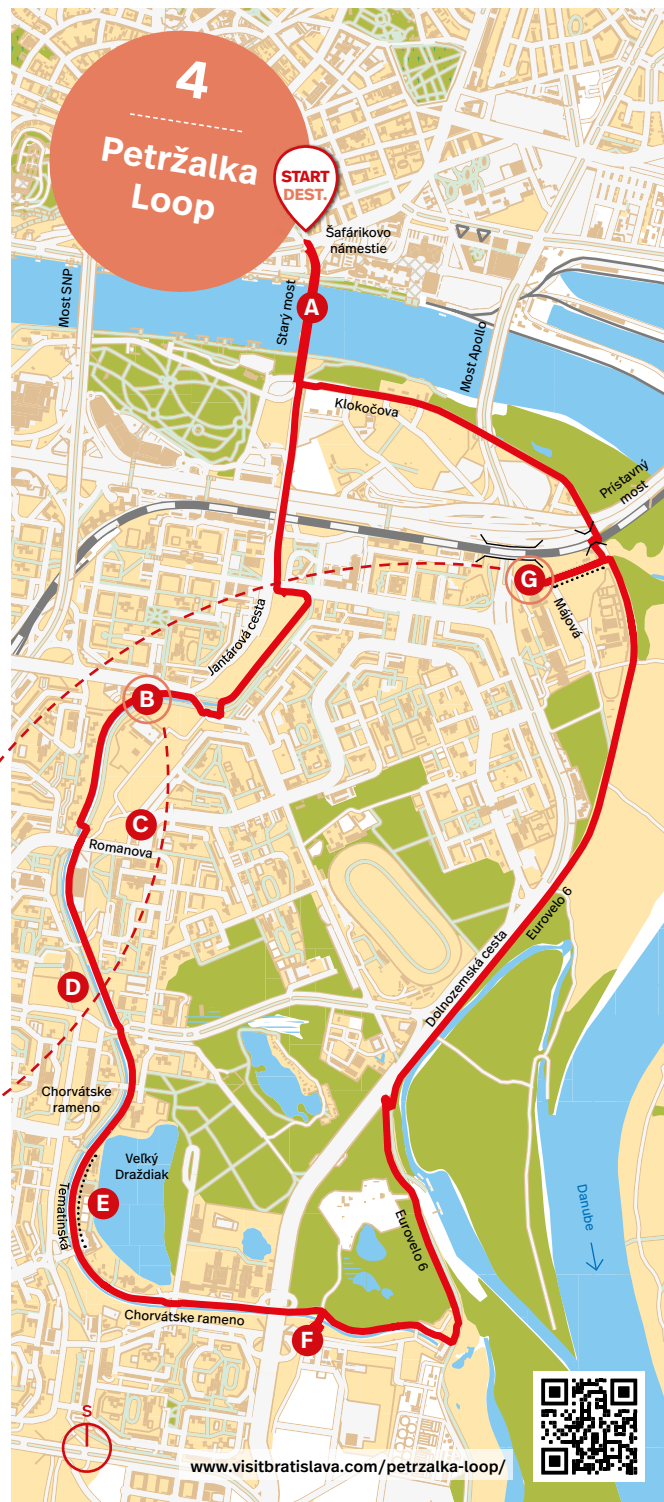 4
Petržalka
Loop
START
DEST.
Šafárikovo
námestie
Most SNP
Starý most
A
Most Apollo
Klokočova
Prístavný
most
G
Májová
Jantárová cesta
B
C
Romanova
Eurovelo 6
Dolnozemská cesta
D
Chorvátske
rameno
Veľký
Draždiak
E
Tematínska
Danube
Eurovelo 6
Chorvátske rameno
F
S
www.visitbratislava.com/petrzalka-loop/